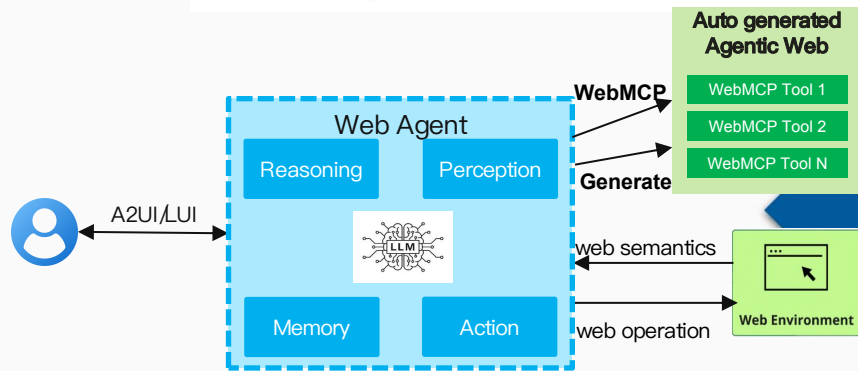 Auto generated
Agentic Web
WebMCP Tool 1
WebMCP Tool 2
WebMCP Tool N
WebMCP
Generate
Web Agent
Reasoning
Perception
A2UI/LUI
LLM
Memory
Action
web semantics
web operation
Web Environment